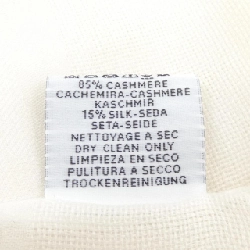 85% CASHMERE
CACHEMIRA-CASHMERE
KASCHMIR
15% SILK-SEDA
SETA-SEIDE
NETTOYAGE A SEC
DRY CLEAN ONLY
LIMPIEZA EN SECO
PULITURA A SECCO
TROCKENREINIGUNG